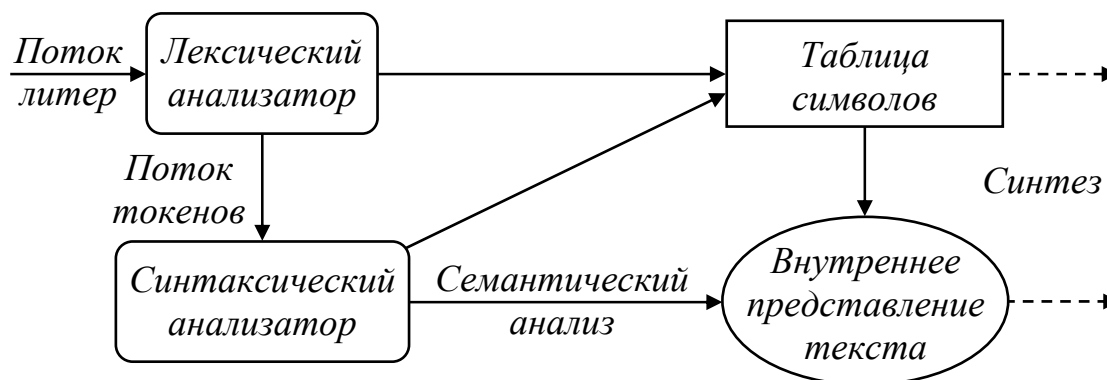 Поток
литер
Лексический
анализатор
Таблица
символов
Поток
токенов
Синтез
Синтаксический
анализатор
Семантический
анализ
Внутреннее
представление
текста